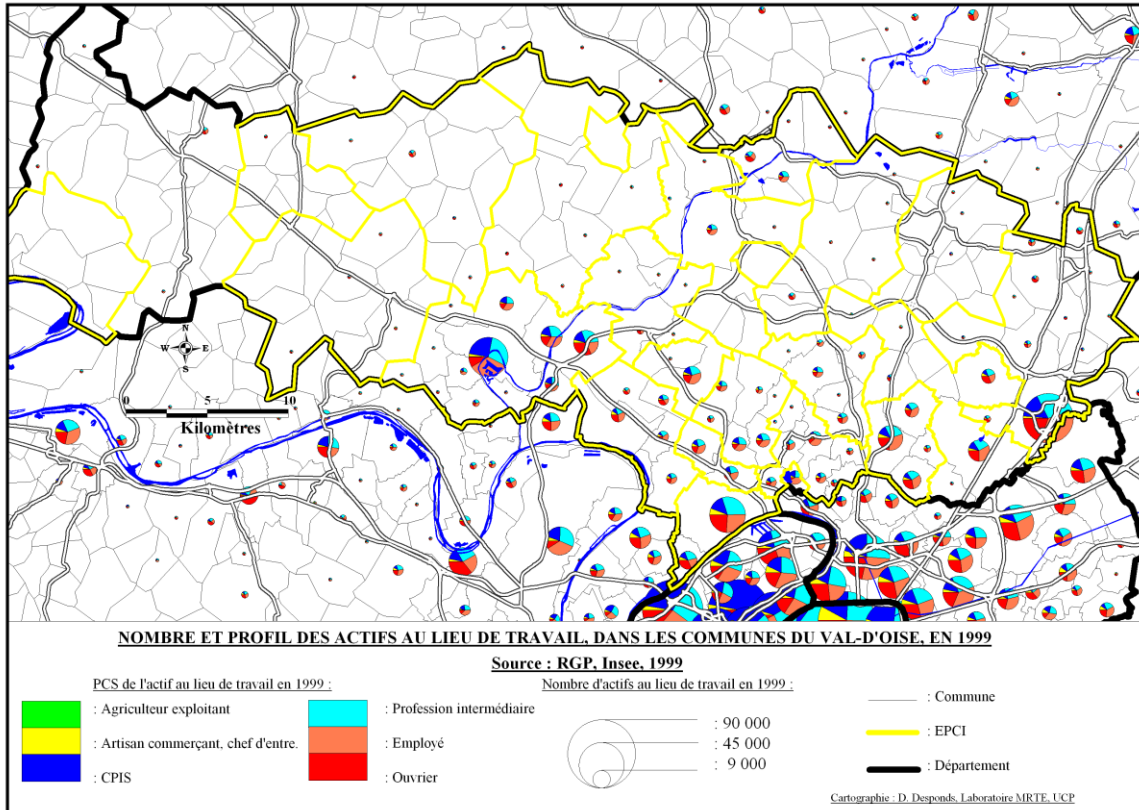 N
W E
S
0 5 10
Kilomètres
NOMBRE ET PROFIL DES ACTIFS AU LIEU DE TRAVAIL, DANS LES COMMUNES DU VAL-D'OISE, EN 1999
Source : RGP, Insee, 1999
PCS de l'actif au lieu de travail en 1999 :
: Agriculteur exploitant
: Artisan commerçant, chef d'entre.
: CPIS
: Profession intermédiaire
: Employé
: Ouvrier
Nombre d'actifs au lieu de travail en 1999 :
: 90 000
: 45 000
: 9 000
: Commune
: EPCI
: Département
Cartographie : D. Desponds, Laboratoire MRTE, UCP